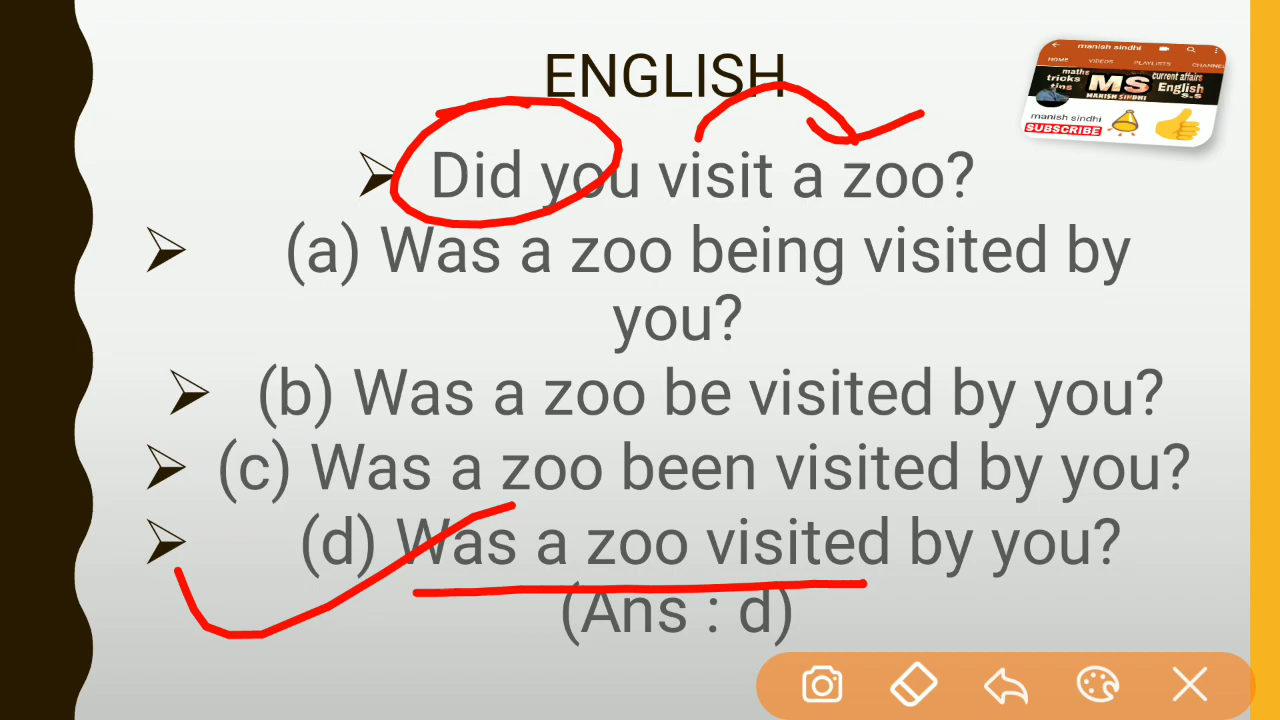 ENGLISH
Did you visit a zoo?
(a) Was a zoo being visited by
you?
(b) Was a zoo be visited by you?
(c) Was a zoo been visited by you?
(d) Was a zoo visited by you?
(Ans : d)
manish sindhi
HOME VIDEOS PLAYLISTS CHANNE
maths
tricks
tips
MS
MANISH SINDHI
current affairs
English
S.S
manish sindhi
SUBSCRIBE